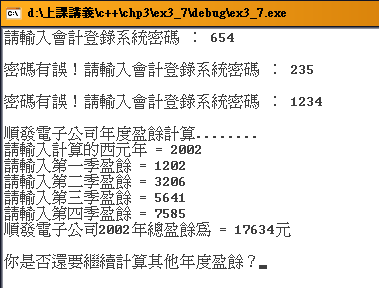 d:\上課講義\c++\chp3\ex3_7\debug\ex3_7.exe
請輸入會計登錄系統密碼 : 654
密碼有誤!請輸入會計登錄系統密碼 : 235
密碼有誤!請輸入會計登錄系統密碼 : 1234
順發電子公司年度盈餘計算........
請輸入計算的西元年 = 2002
請輸入第一季盈餘 = 1202
請輸入第二季盈餘 = 3206
請輸入第三季盈餘 = 5641
請輸入第四季盈餘 = 7585
順發電子公司2002年總盈餘為 = 17634元
你是否還要繼續計算其他年度盈餘?_